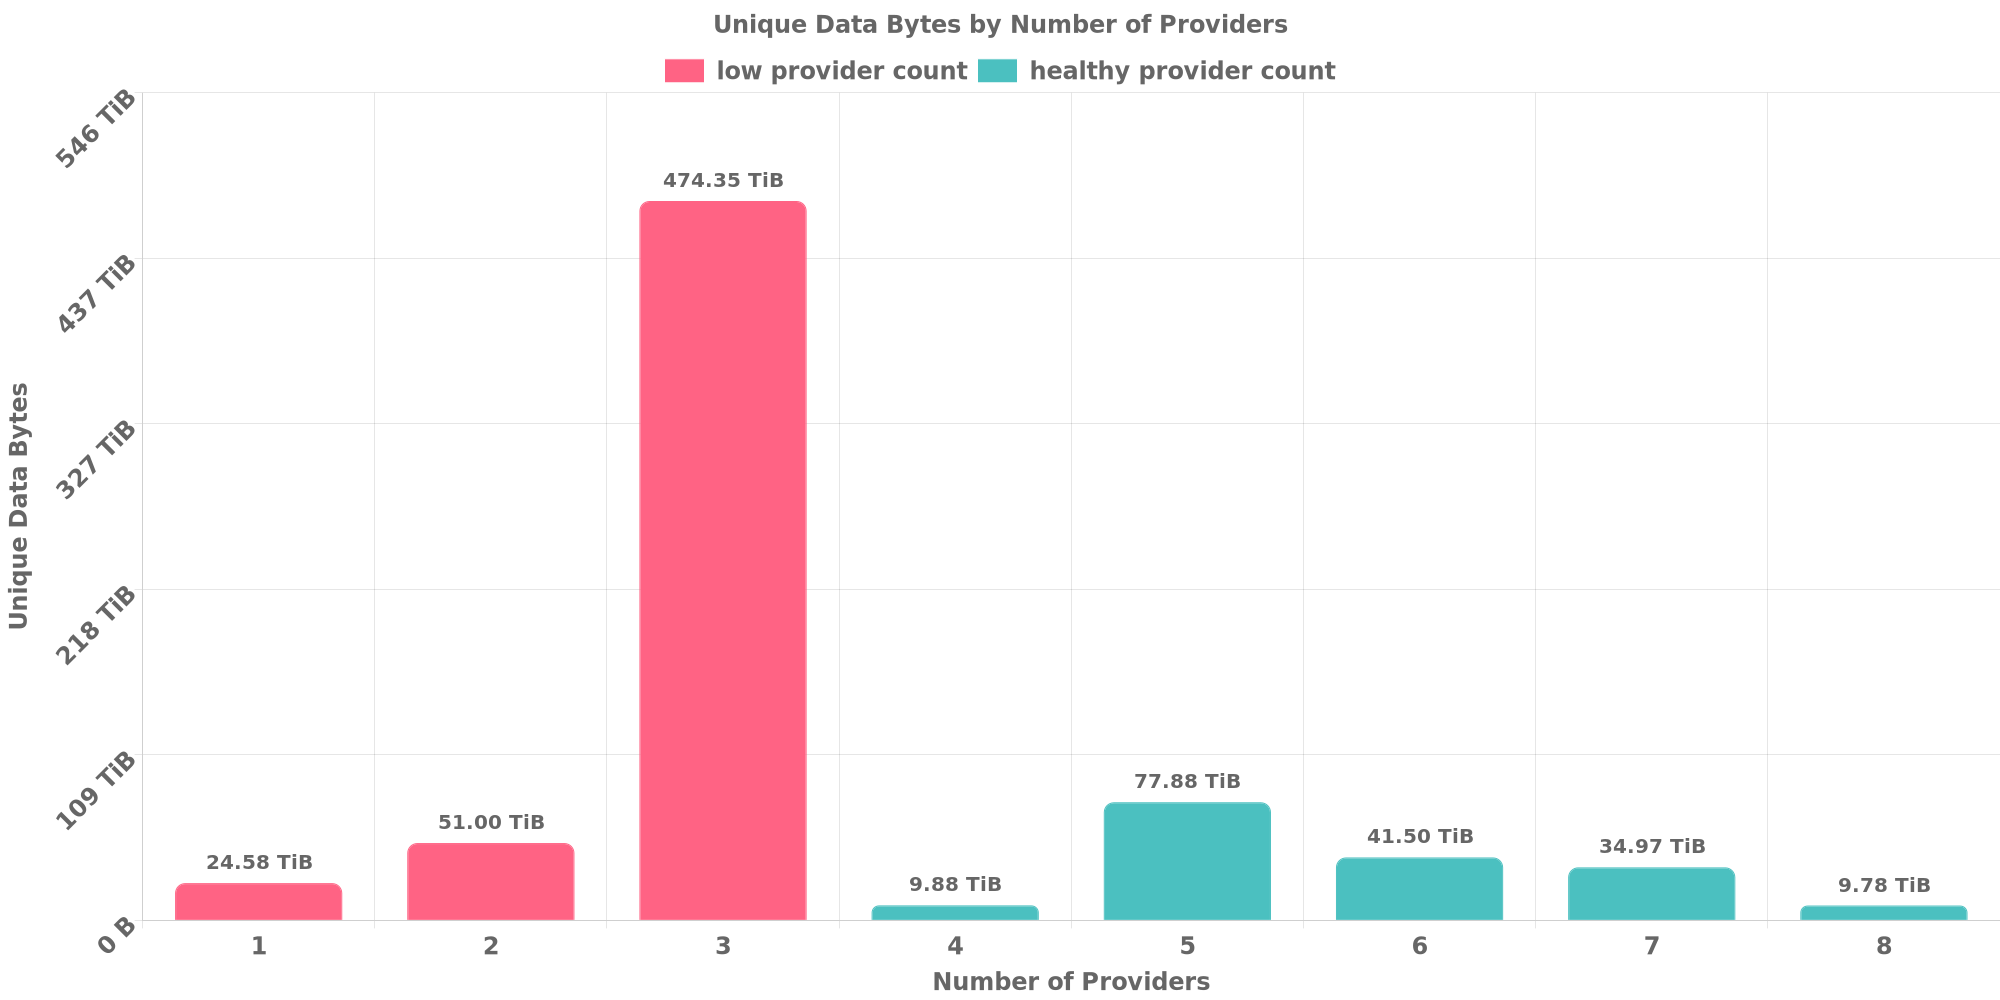 Unique Data Bytes by Number of Providers
low provider count
healthy provider count
546 TiB
437 TiB
327 TiB
218 TiB
109 TiB
0 B
Unique Data Bytes
24.58 TiB
51.00 TiB
474.35 TiB
9.88 TiB
77.88 TiB
41.50 TiB
34.97 TiB
9.78 TiB
1 2 3 4 5 6 7 8
Number of Providers